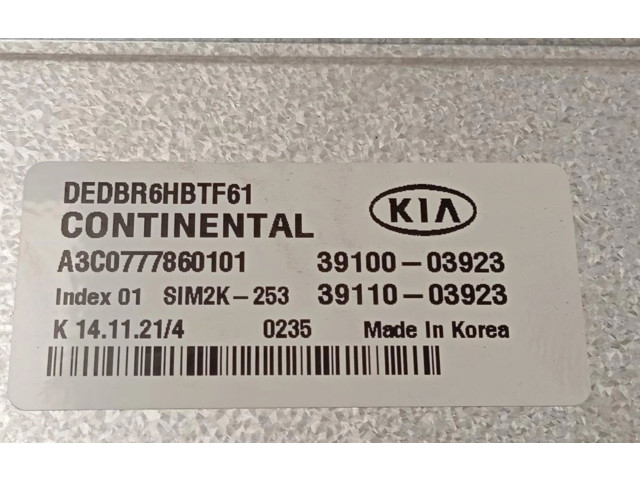 DEDBR6HBTF61
CONTINENTAL
KIA
A3C0777860101 39100-03923
Index 01 SIM2K-253 39110-03923
K 14.11.21/4 0235 Made In Korea